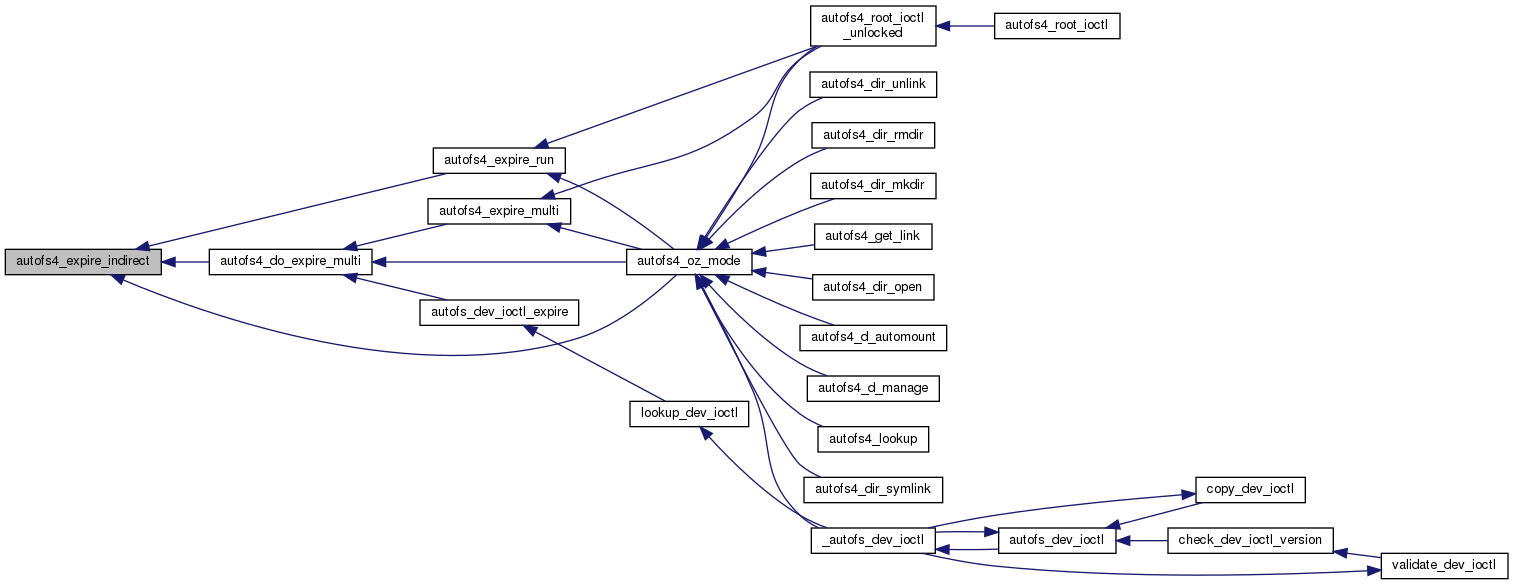 autofs4_expire_indirect
autofs4_expire_run
autofs4_do_expire_multi
autofs4_expire_multi
autofs_dev_ioctl_expire
autofs4_oz_mode
lookup_dev_ioctl
autofs4_root_ioctl
_unlocked
autofs4_root_ioctl
autofs4_dir_unlink
autofs4_dir_rmdir
autofs4_dir_mkdir
autofs4_get_link
autofs4_dir_open
autofs4_d_automount
autofs4_d_manage
autofs4_lookup
autofs4_dir_symlink
_autofs_dev_ioctl
autofs_dev_ioctl
copy_dev_ioctl
check_dev_ioctl_version
validate_dev_ioctl